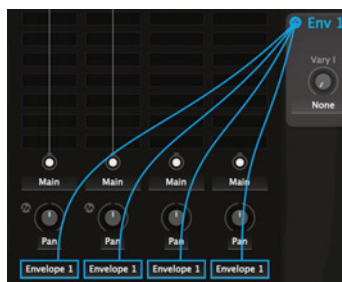 Env 1
Vary I
None
Main Main Main Main
Pan Pan Pan Pan
Envelope 1 Envelope 1 Envelope 1 Envelope 1